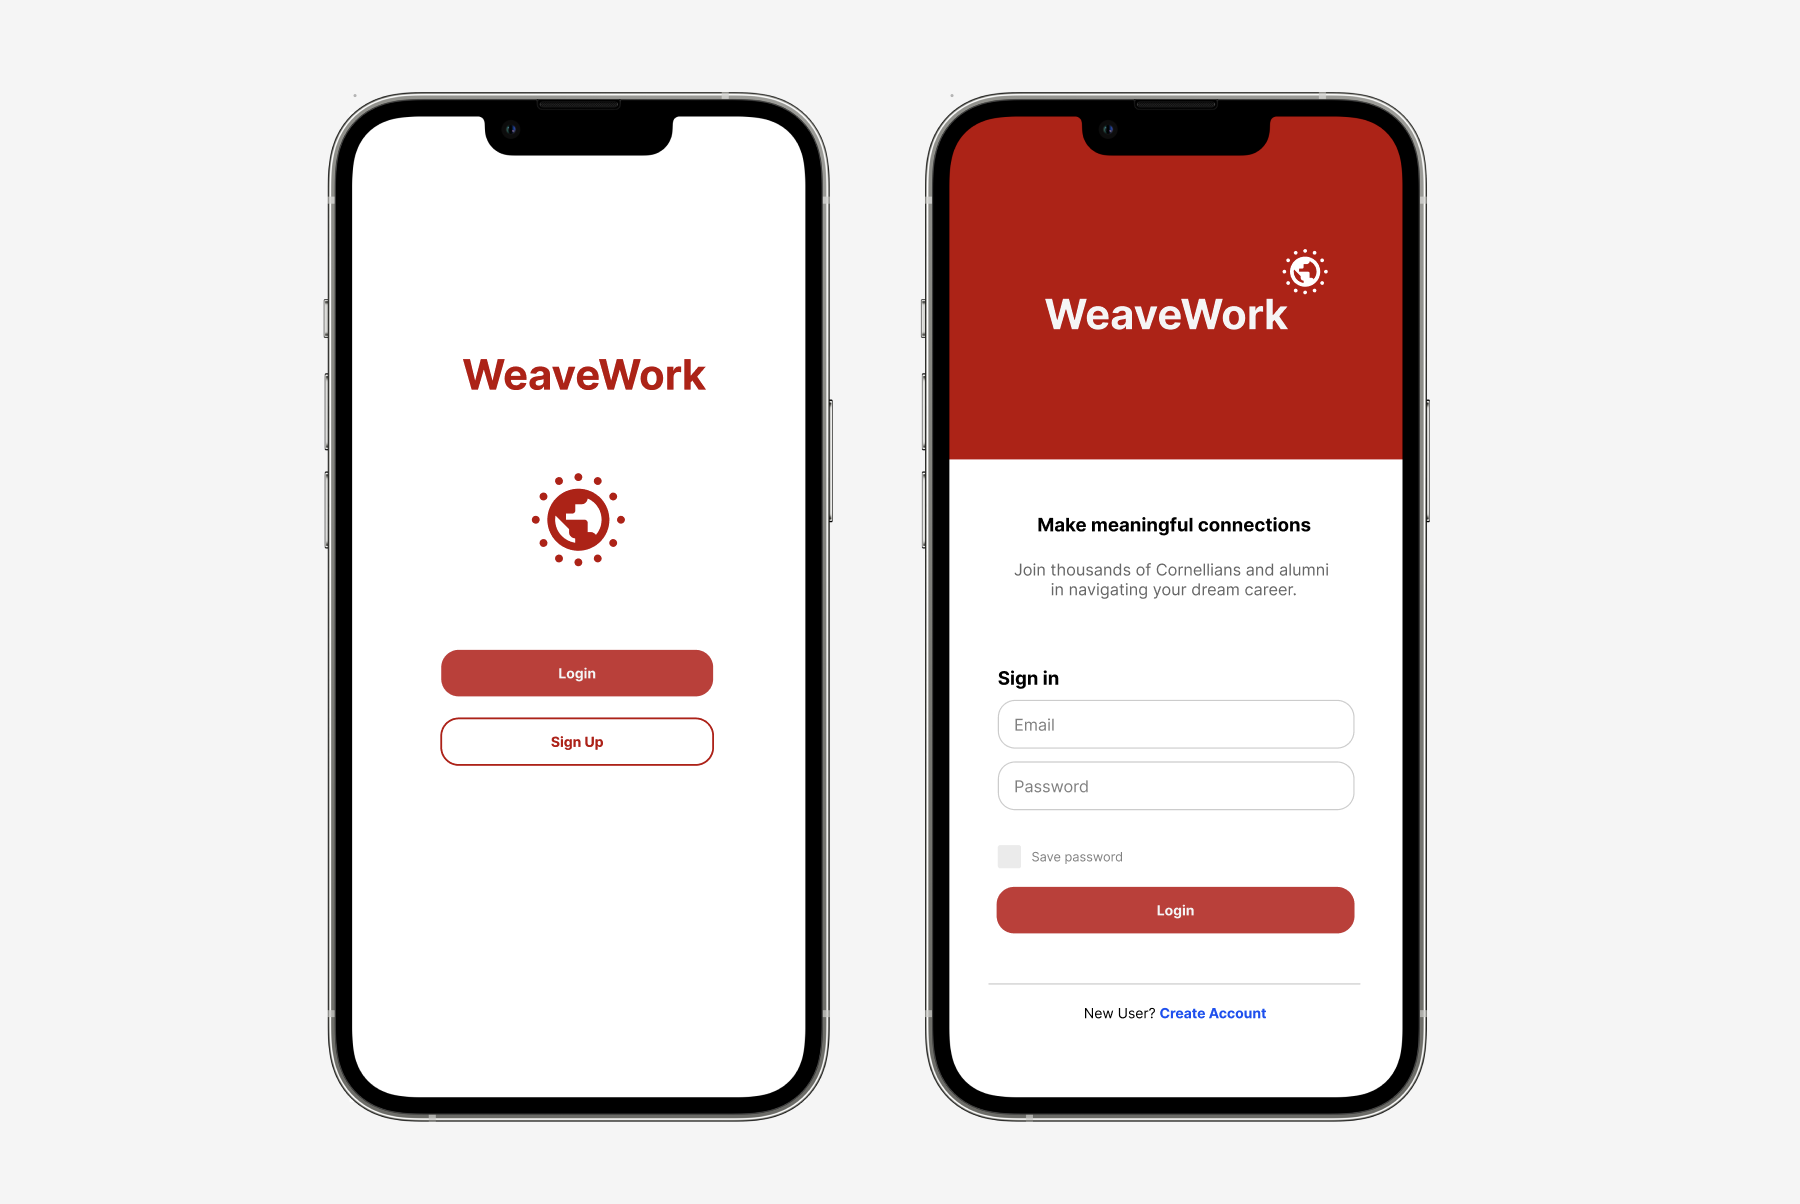 WeaveWork
Login
Sign Up
WeaveWork
Make meaningful connections
Join thousands of Cornellians and alumni
in navigating your dream career.
Sign in
Email
Password
Save password
Login
New User? Create Account